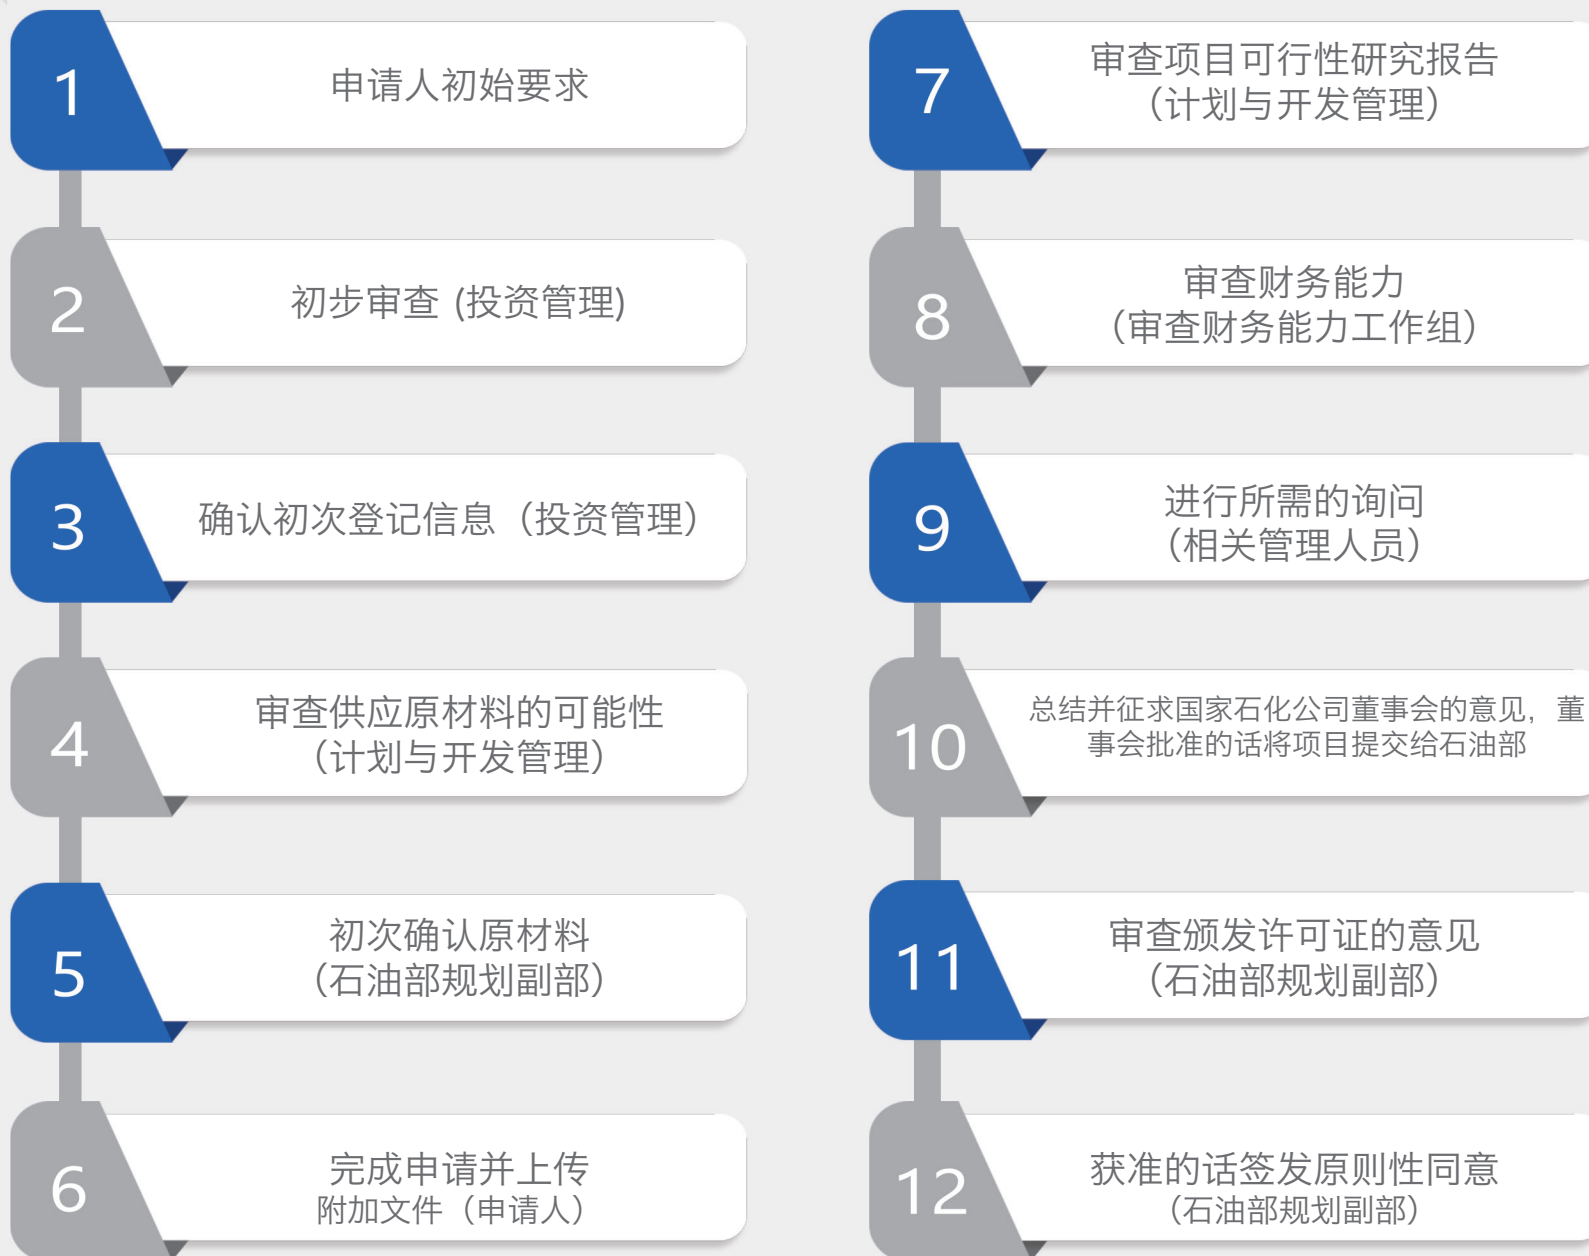 1
申请人初始要求
2
初步审查 (投资管理)
3
确认初次登记信息（投资管理）
4
审查供应原材料的可能性
（计划与开发管理）
5
初次确认原材料
（石油部规划副部）
6
完成申请并上传
附加文件（申请人）
7
审查项目可行性研究报告
（计划与开发管理）
8
审查财务能力
（审查财务能力工作组）
9
进行所需的询问
（相关管理人员）
10
总结并征求国家石化公司董事会的意见，董
事会批准的话将项目提交给石油部
11
审查颁发许可证的意见
（石油部规划副部）
12
获准的话签发原则性同意
（石油部规划副部）